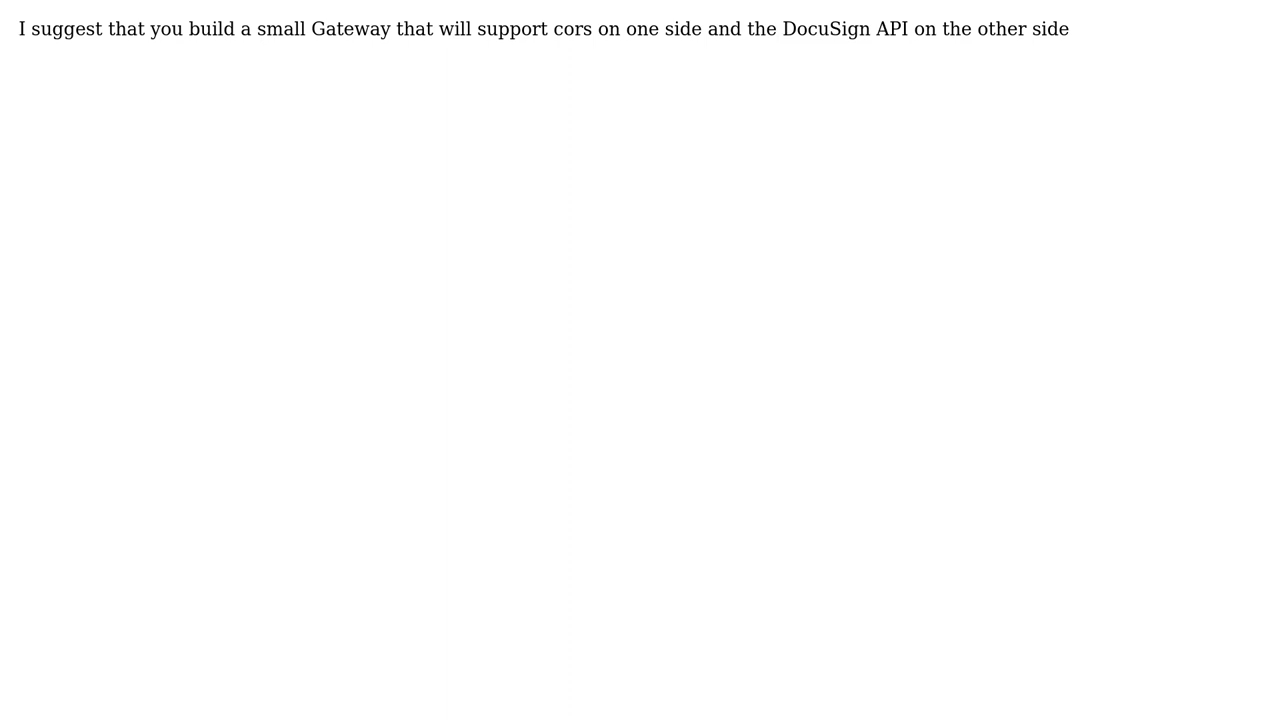 I suggest that you build a small Gateway that will support cors on one side and the DocuSign API on the other side